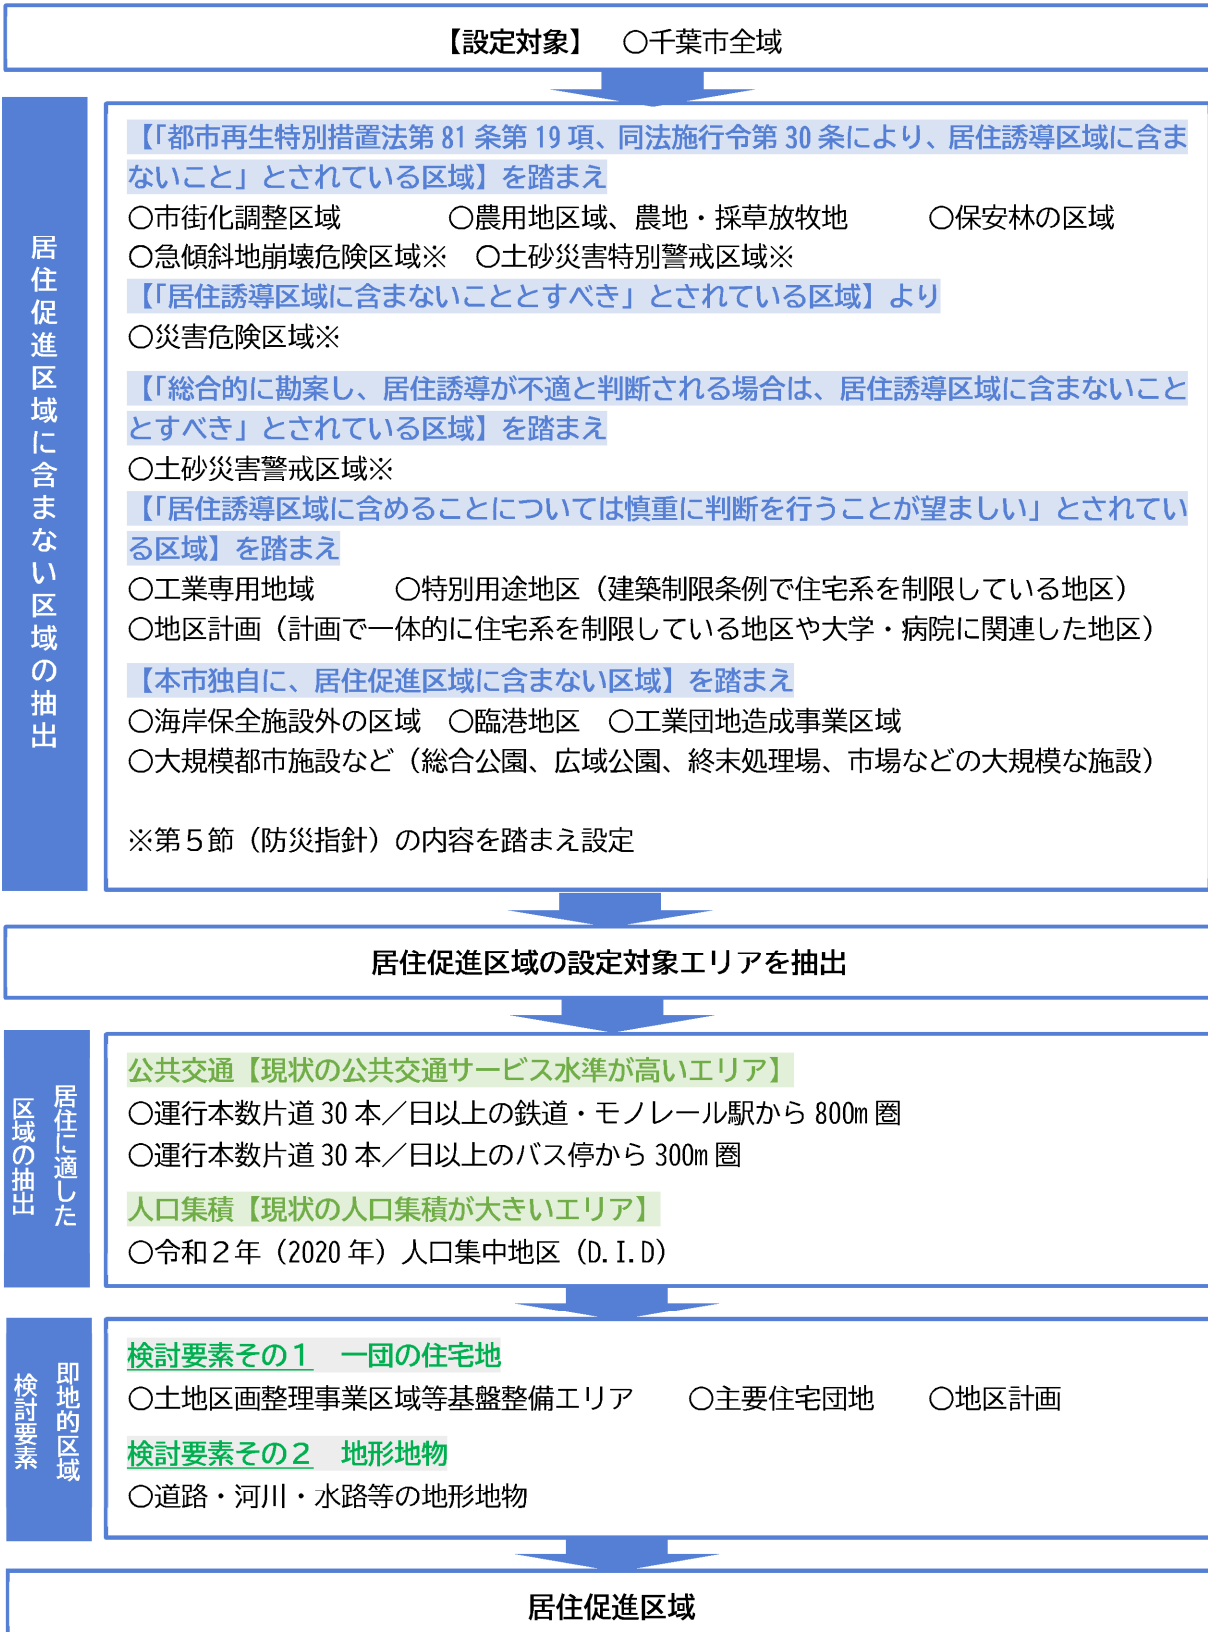 【設定対象】　○千葉市全域
居住促進区域に含まない区域の抽出
【「都市再生特別措置法第81条第19項、同法施行令第30条により、居住誘導区域に含ま
ないこと」とされている区域】を踏まえ
○市街化調整区域　○農用地区域、農地・採草放牧地　○保安林の区域
○急傾斜地崩壊危険区域※　○土砂災害特別警戒区域※
【「居住誘導区域に含まないこととすべき」とされている区域】より
○災害危険区域※
【「総合的に勘案し、居住誘導が不適と判断される場合は、居住誘導区域に含まないこと
とすべき」とされている区域】を踏まえ
○土砂災害警戒区域※
【「居住誘導区域に含めることについては慎重に判断を行うことが望ましい」とされてい
る区域】を踏まえ
○工業専用地域　○特別用途地区（建築制限条例で住宅系を制限している地区）
○地区計画（計画で一体的に住宅系を制限している地区や大学・病院に関連した地区）
【本市独自に、居住促進区域に含まない区域】を踏まえ
○海岸保全施設外の区域　○臨港地区　○工業団地造成事業区域
○大規模都市施設など（総合公園、広域公園、終末処理場、市場などの大規模な施設）
※第５節（防災指針）の内容を踏まえ設定
居住促進区域の設定対象エリアを抽出
居住に適した
区域の抽出
公共交通【現状の公共交通サービス水準が高いエリア】
○運行本数片道30本／日以上の鉄道・モノレール駅から800m圏
○運行本数片道30本／日以上のバス停から300m圏
人口集積【現状の人口集積が大きいエリア】
○令和２年（2020年）人口集中地区（D.I.D）
即地的区域
検討要素
検討要素その１　一団の住宅地
○土地区画整理事業区域等基盤整備エリア　○主要住宅団地　○地区計画
検討要素その２　地形地物
○道路・河川・水路等の地形地物
居住促進区域